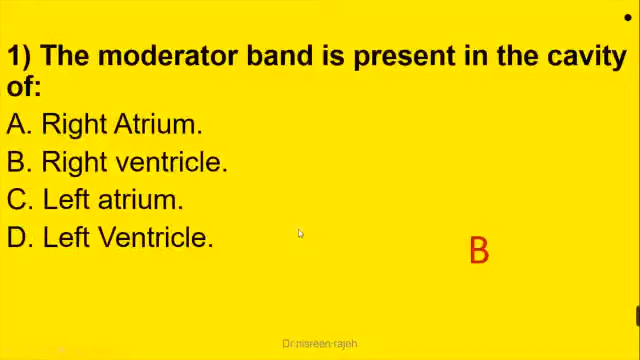 1) The moderator band is present in the cavity
of:
A. Right Atrium.
B. Right ventricle.
C. Left atrium.
D. Left Ventricle.
B
Dr.nisreen-rajeh